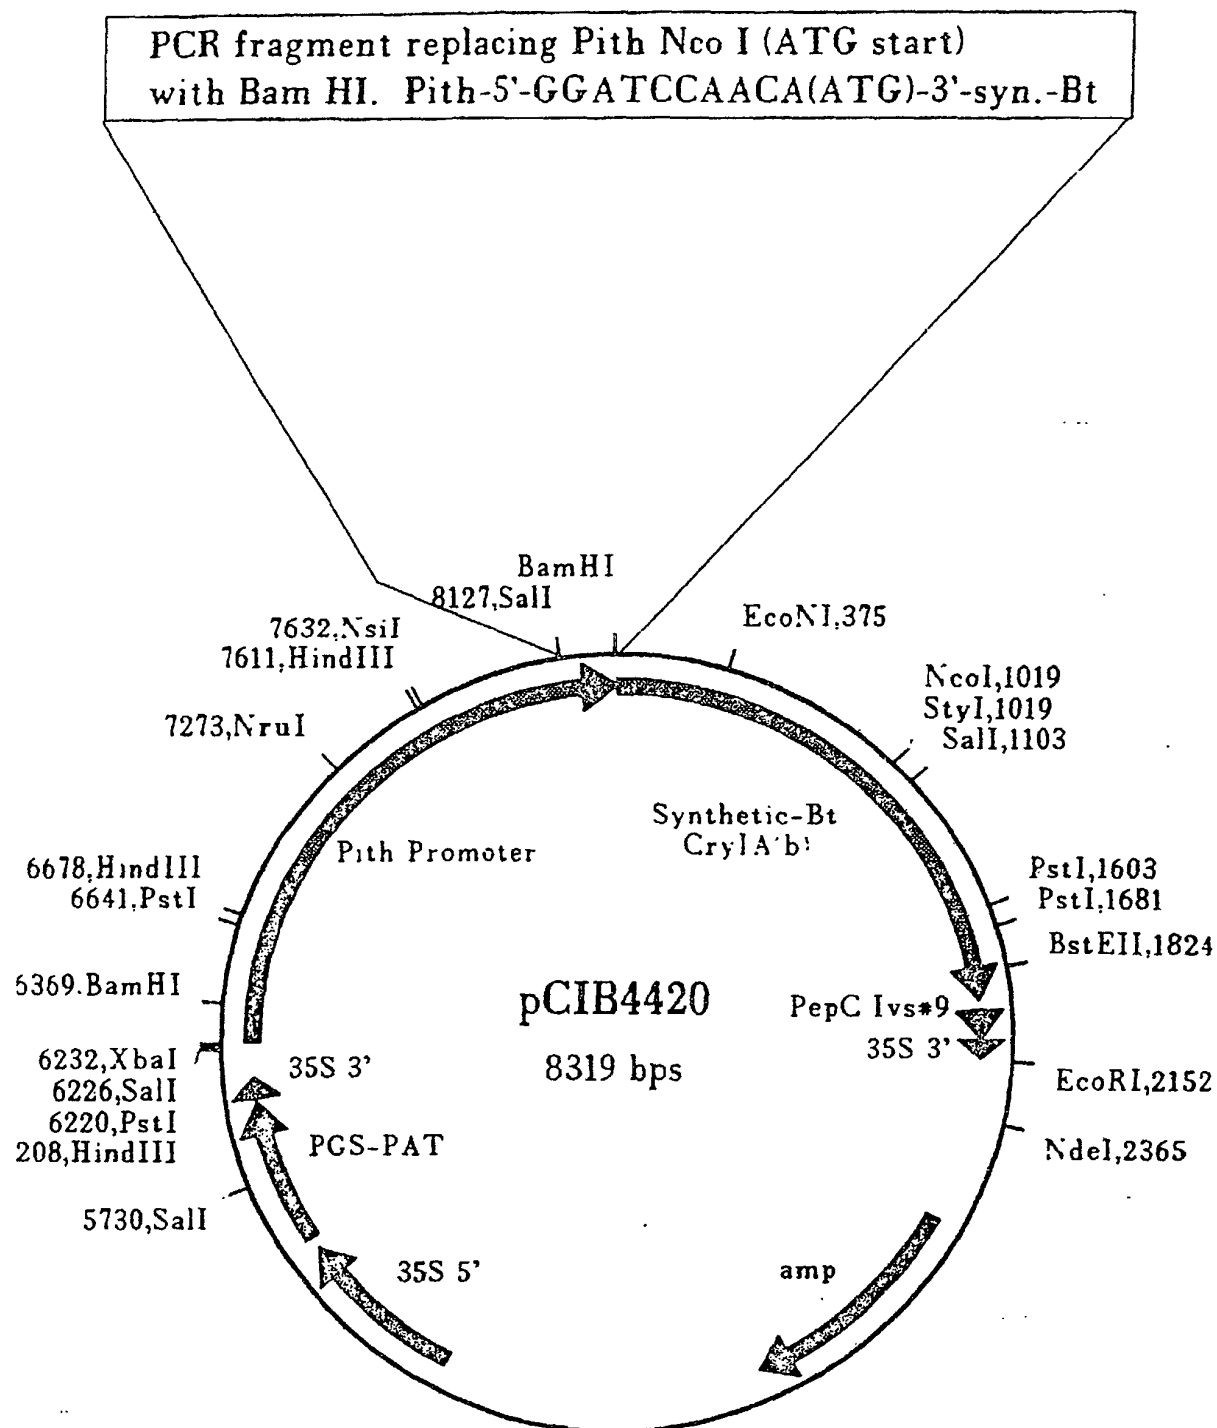 PCR fragment replacing Pith Nco I (ATG start)
with Bam HI. Pith-5'-GGATCCAACA(ATG)-3'-syn.-Bt
BamHI
8127,SalI
7632,NsiI
7611,HindIII
7273,NruI
6678,HindIII
6641,PstI
6369.BamHI
6232,XbaI
6226,SalI
6220,PstI
208,HindIII
5730,SalI
EcoNI,375
NcoI,1019
StyI,1019
SalI,1103
PstI,1603
PstI,1681
BstEII,1824
EcoRI,2152
NdeI,2365
Pith Promoter
Synthetic-Bt
CryIA(b)
PepC Ivs#9
35S 3'
pCIB4420
8319 bps
35S 3'
PGS-PAT
35S 5'
amp